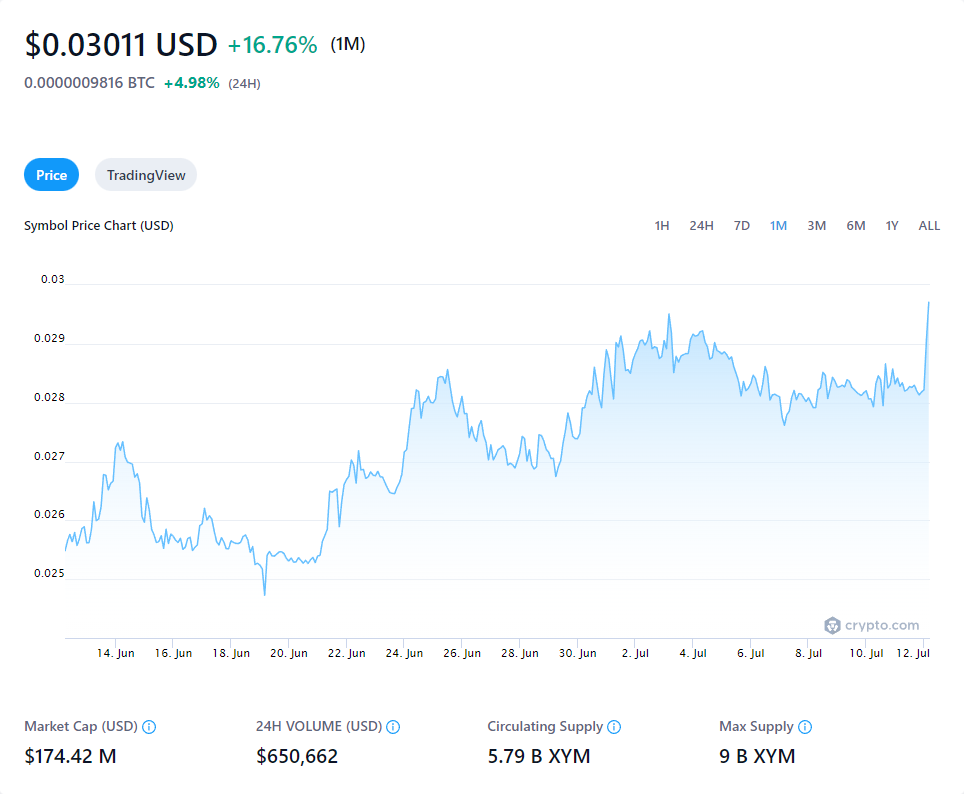 $0.03011 USD +16.76% (1M)
0.0000009816 BTC +4.98% (24H)
Price TradingView
Symbol Price Chart (USD) 1H 24H 7D 1M 3M 6M 1Y ALL
0.03
0.029
0.028
0.027
0.026
0.025
crypto.com
14. Jun 16. Jun 18. Jun 20. Jun 22. Jun 24. Jun 26. Jun 28. Jun 30. Jun 2. Jul 4. Jul 6. Jul 8. Jul 10. Jul 12. Jul
Market Cap (USD) 24H VOLUME (USD) Circulating Supply Max Supply
$174.42 M $650,662 5.79 B XYM 9 B XYM